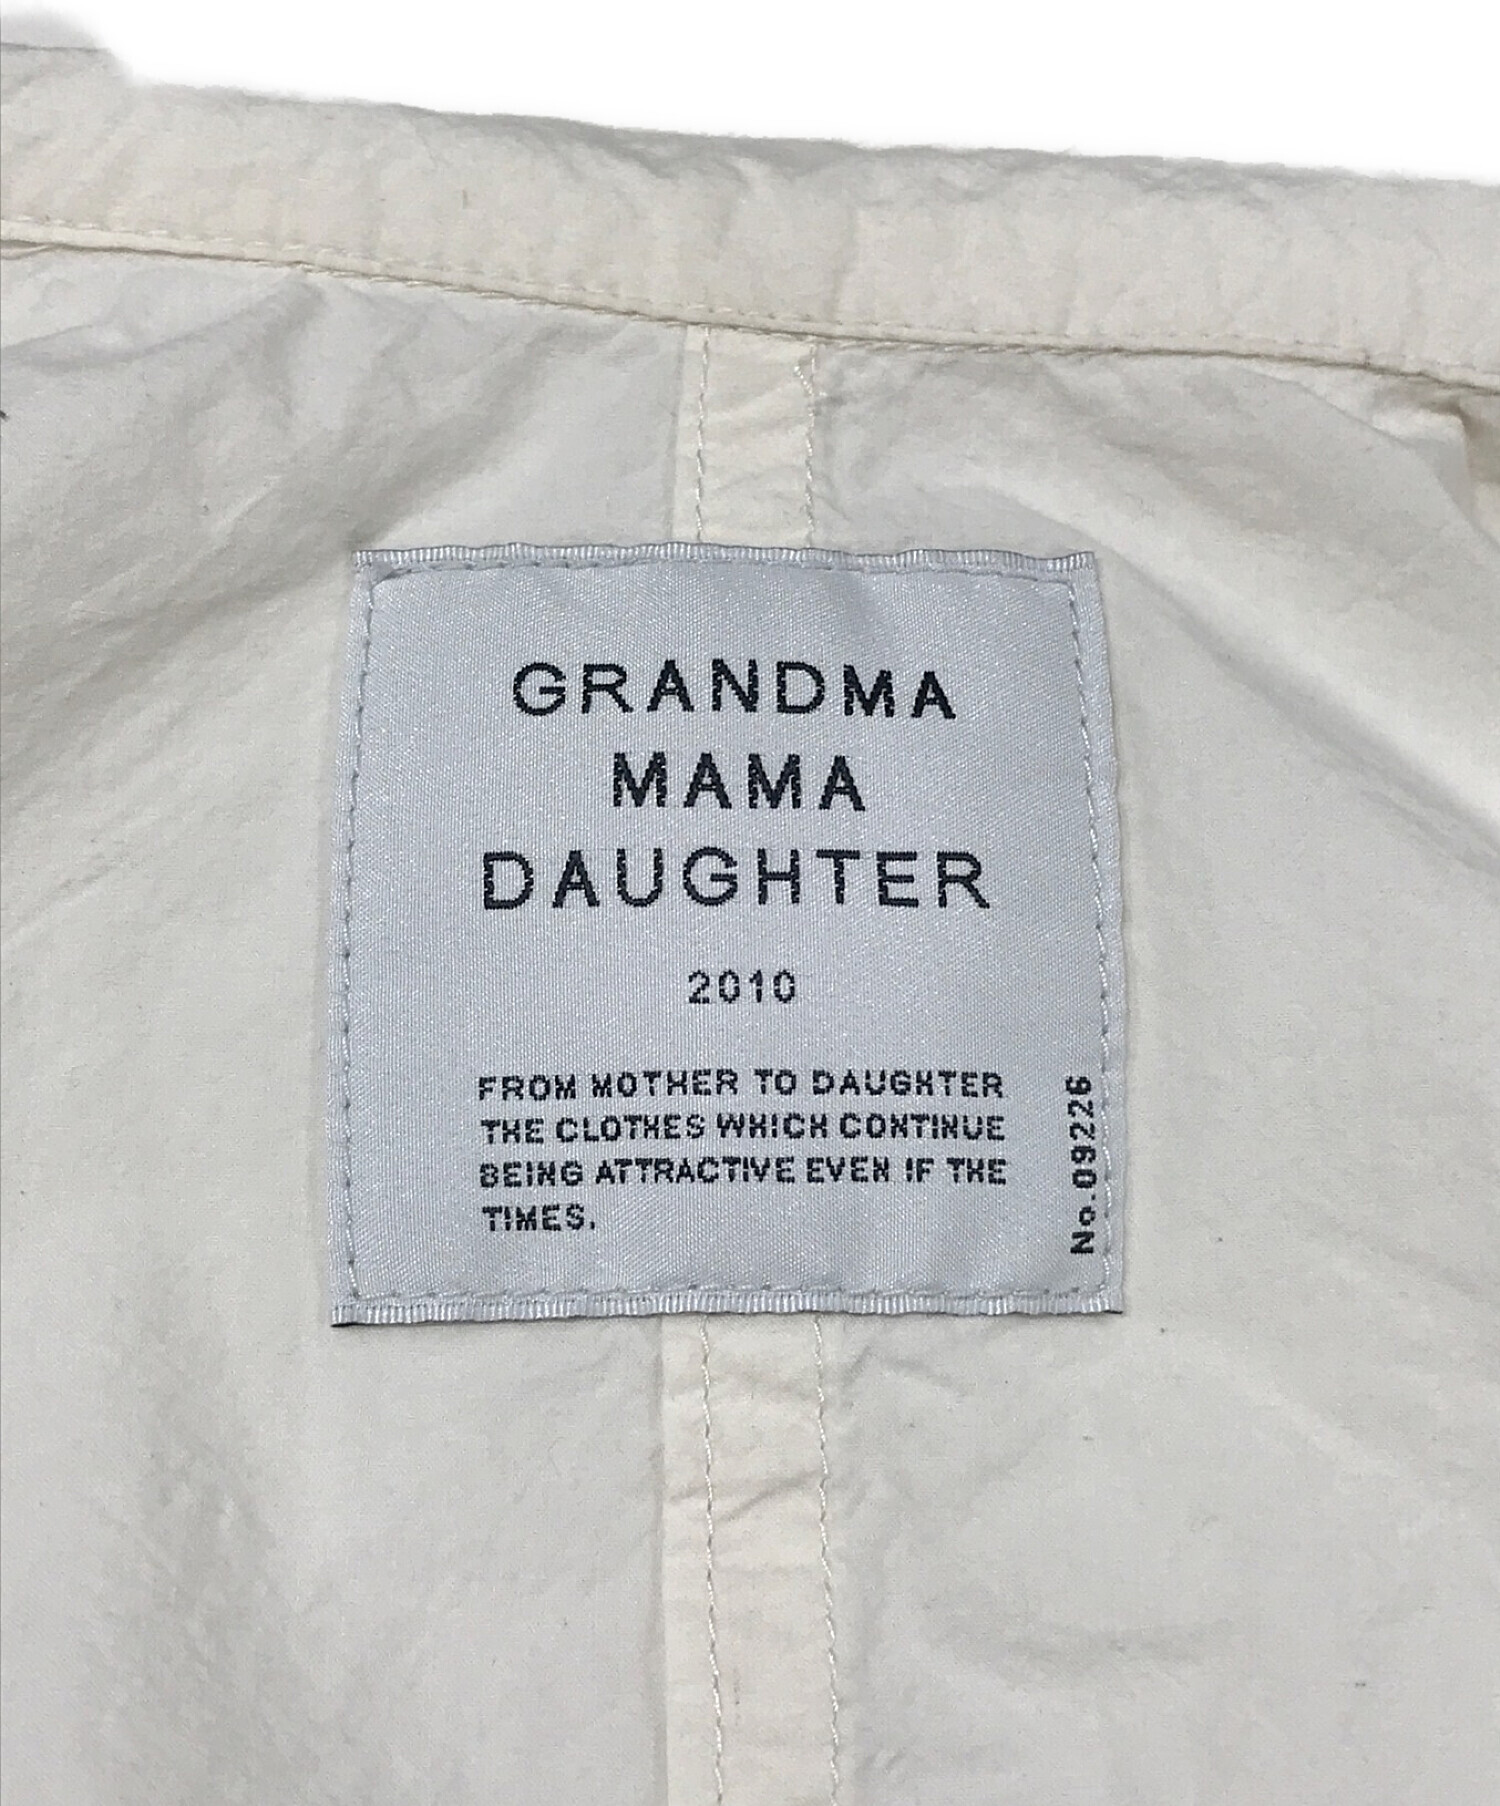 GRANDMA
MAMA
DAUGHTER
2010
FROM MOTHER TO DAUGHTER
THE CLOTHES WHICH CONTINUE
BEING ATTRACTIVE EVEN IF THE
TIMES.
No.09226